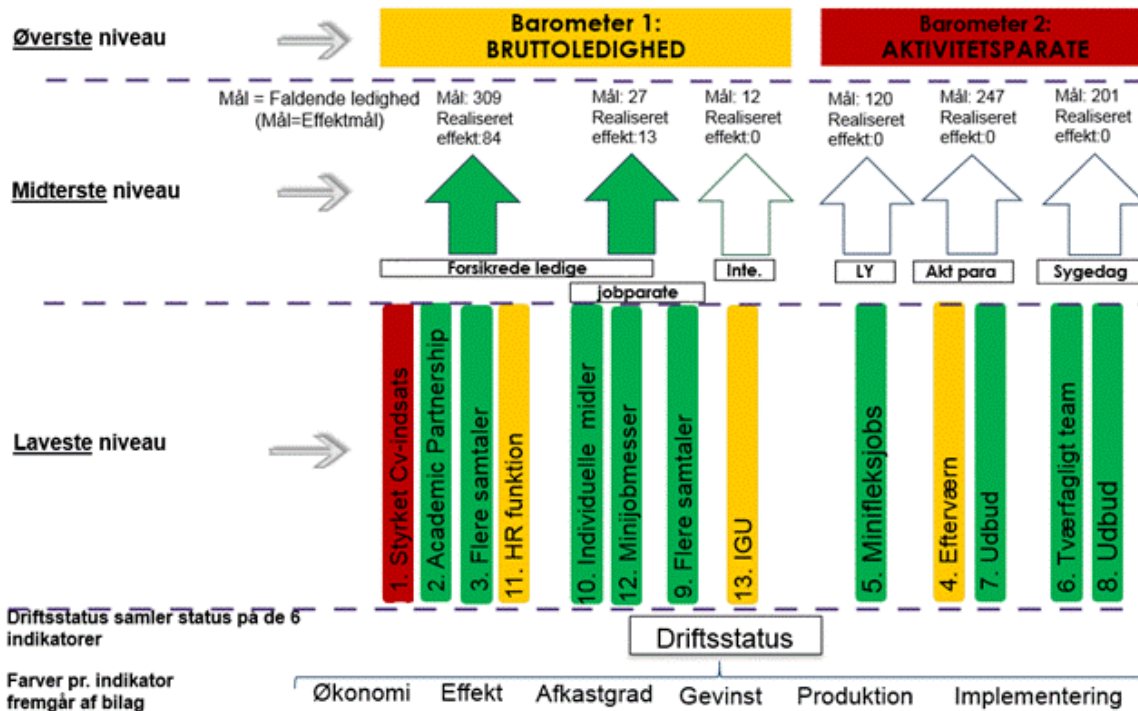 Øverste niveau
Barometer 1:
BRUTTOLEDIGHED
Barometer 2:
AKTIVITETSPARATE
Mål = Faldende ledighed
(Mål=Effektmål)
Mål: 309
Realiseret
effekt:84
Mål: 27
Realiseret
effekt:13
Mål: 12
Realiseret
effekt:0
Mål: 120
Realiseret
effekt:0
Mål: 247
Realiseret
effekt:0
Mål: 201
Realiseret
effekt:0
Midterste niveau
Forsikrede ledige
jobparate
Inte.
LY
Akt para
Sygedag
Laveste niveau
1. Styrket Cv-indsats
2. Academic Partnership
3. Flere samtaler
11. HR funktion
10. Individuelle midler
12. Minijobmesser
9. Flere samtaler
13. IGU
5. Minifleksjobs
4. Efterværn
7. Udbud
6. Tværfagligt team
8. Udbud
Driftsstatus samler status på de 6
indikatorer
Driftsstatus
Farver pr. indikator
fremgår af bilag
Økonomi Effekt Afkastgrad Gevinst Produktion Implementering